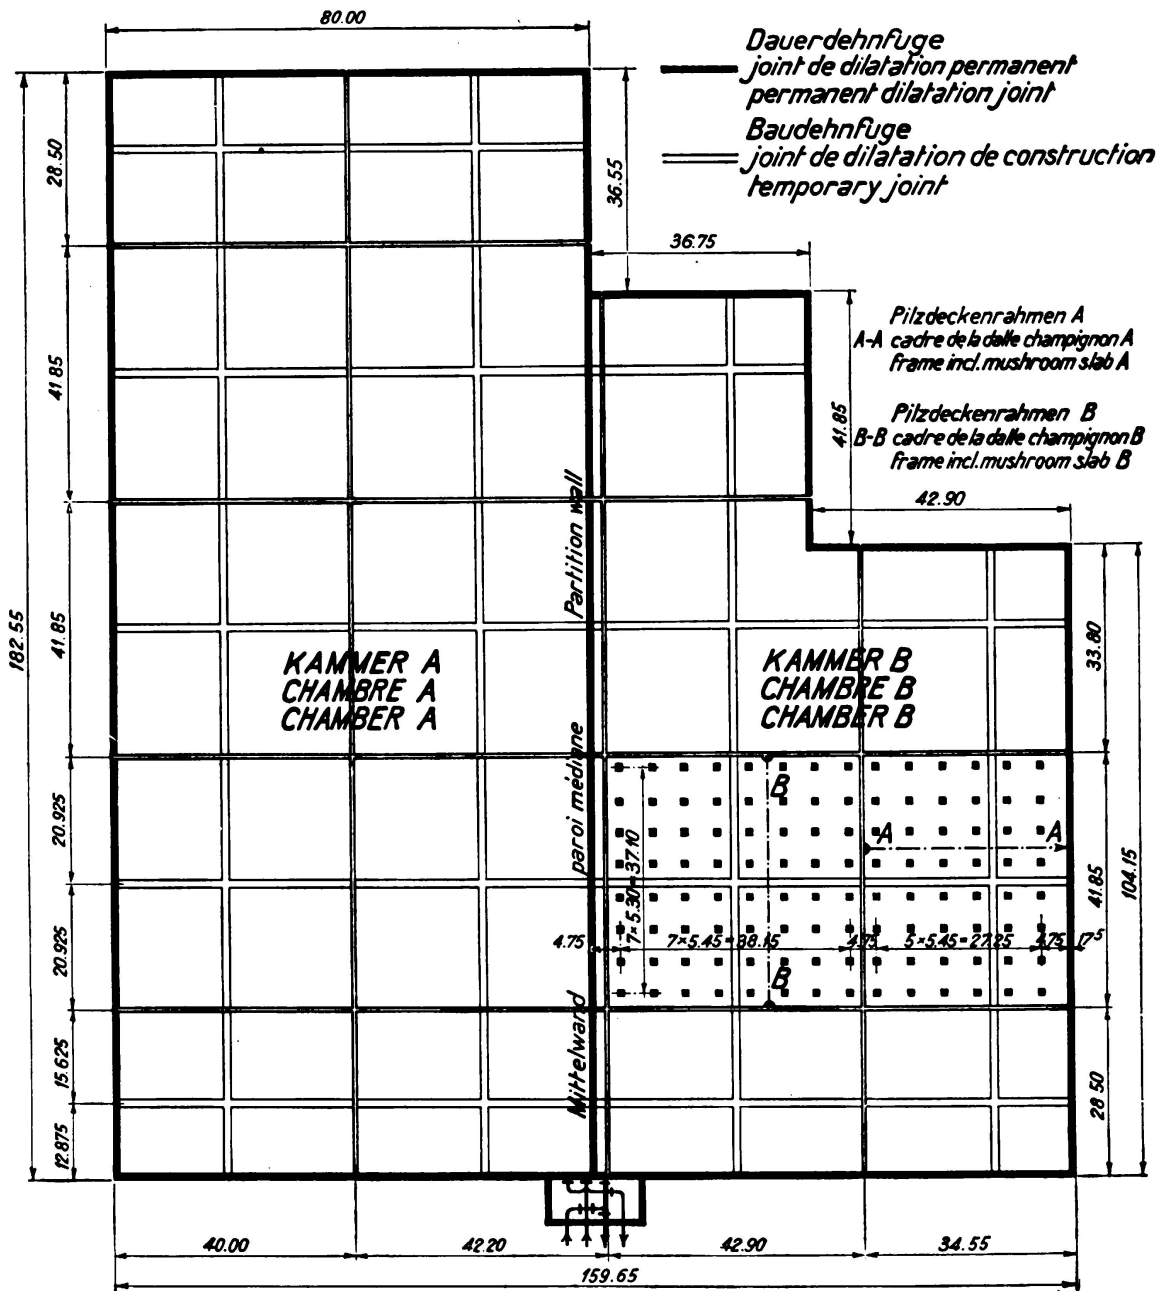 80.00
Dauerdehnfuge
joint de dilatation permanent
permanent dilatation joint
Baudehnfuge
joint de dilatation de construction
temporary joint
28.50
36.55
36.75
Pilzdeckenrahmen A
A-A cadre de la dalle champignon A
frame incl. mushroom slab A
41.85
41.85
Pilzdeckenrahmen B
B-B cadre de la dalle champignon B
frame incl. mushroom slab B
42.90
Partition wall
182.55
41.85
33.80
KAMMER A
CHAMBRE A
CHAMBER A
KAMMER B
CHAMBRE B
CHAMBER B
paroi médiane
B
20.925
A A
7×5.30=37.10
41.85
104.15
20.925
4.75 7×5.45=38.15 4.75 5×5.45=27.25 4.75 17⁵
B
Mittelwand
15.625
28.50
12.875
40.00 42.20 42.90 34.55
159.65